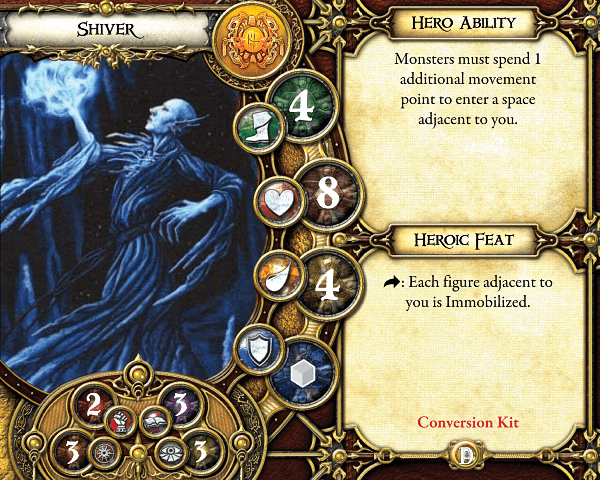 Shiver
4
8
4
2
3
3
3
Hero Ability
Monsters must spend 1
additional movement
point to enter a space
adjacent to you.
Heroic Feat
: Each figure adjacent to
you is Immobilized.
Conversion Kit
D